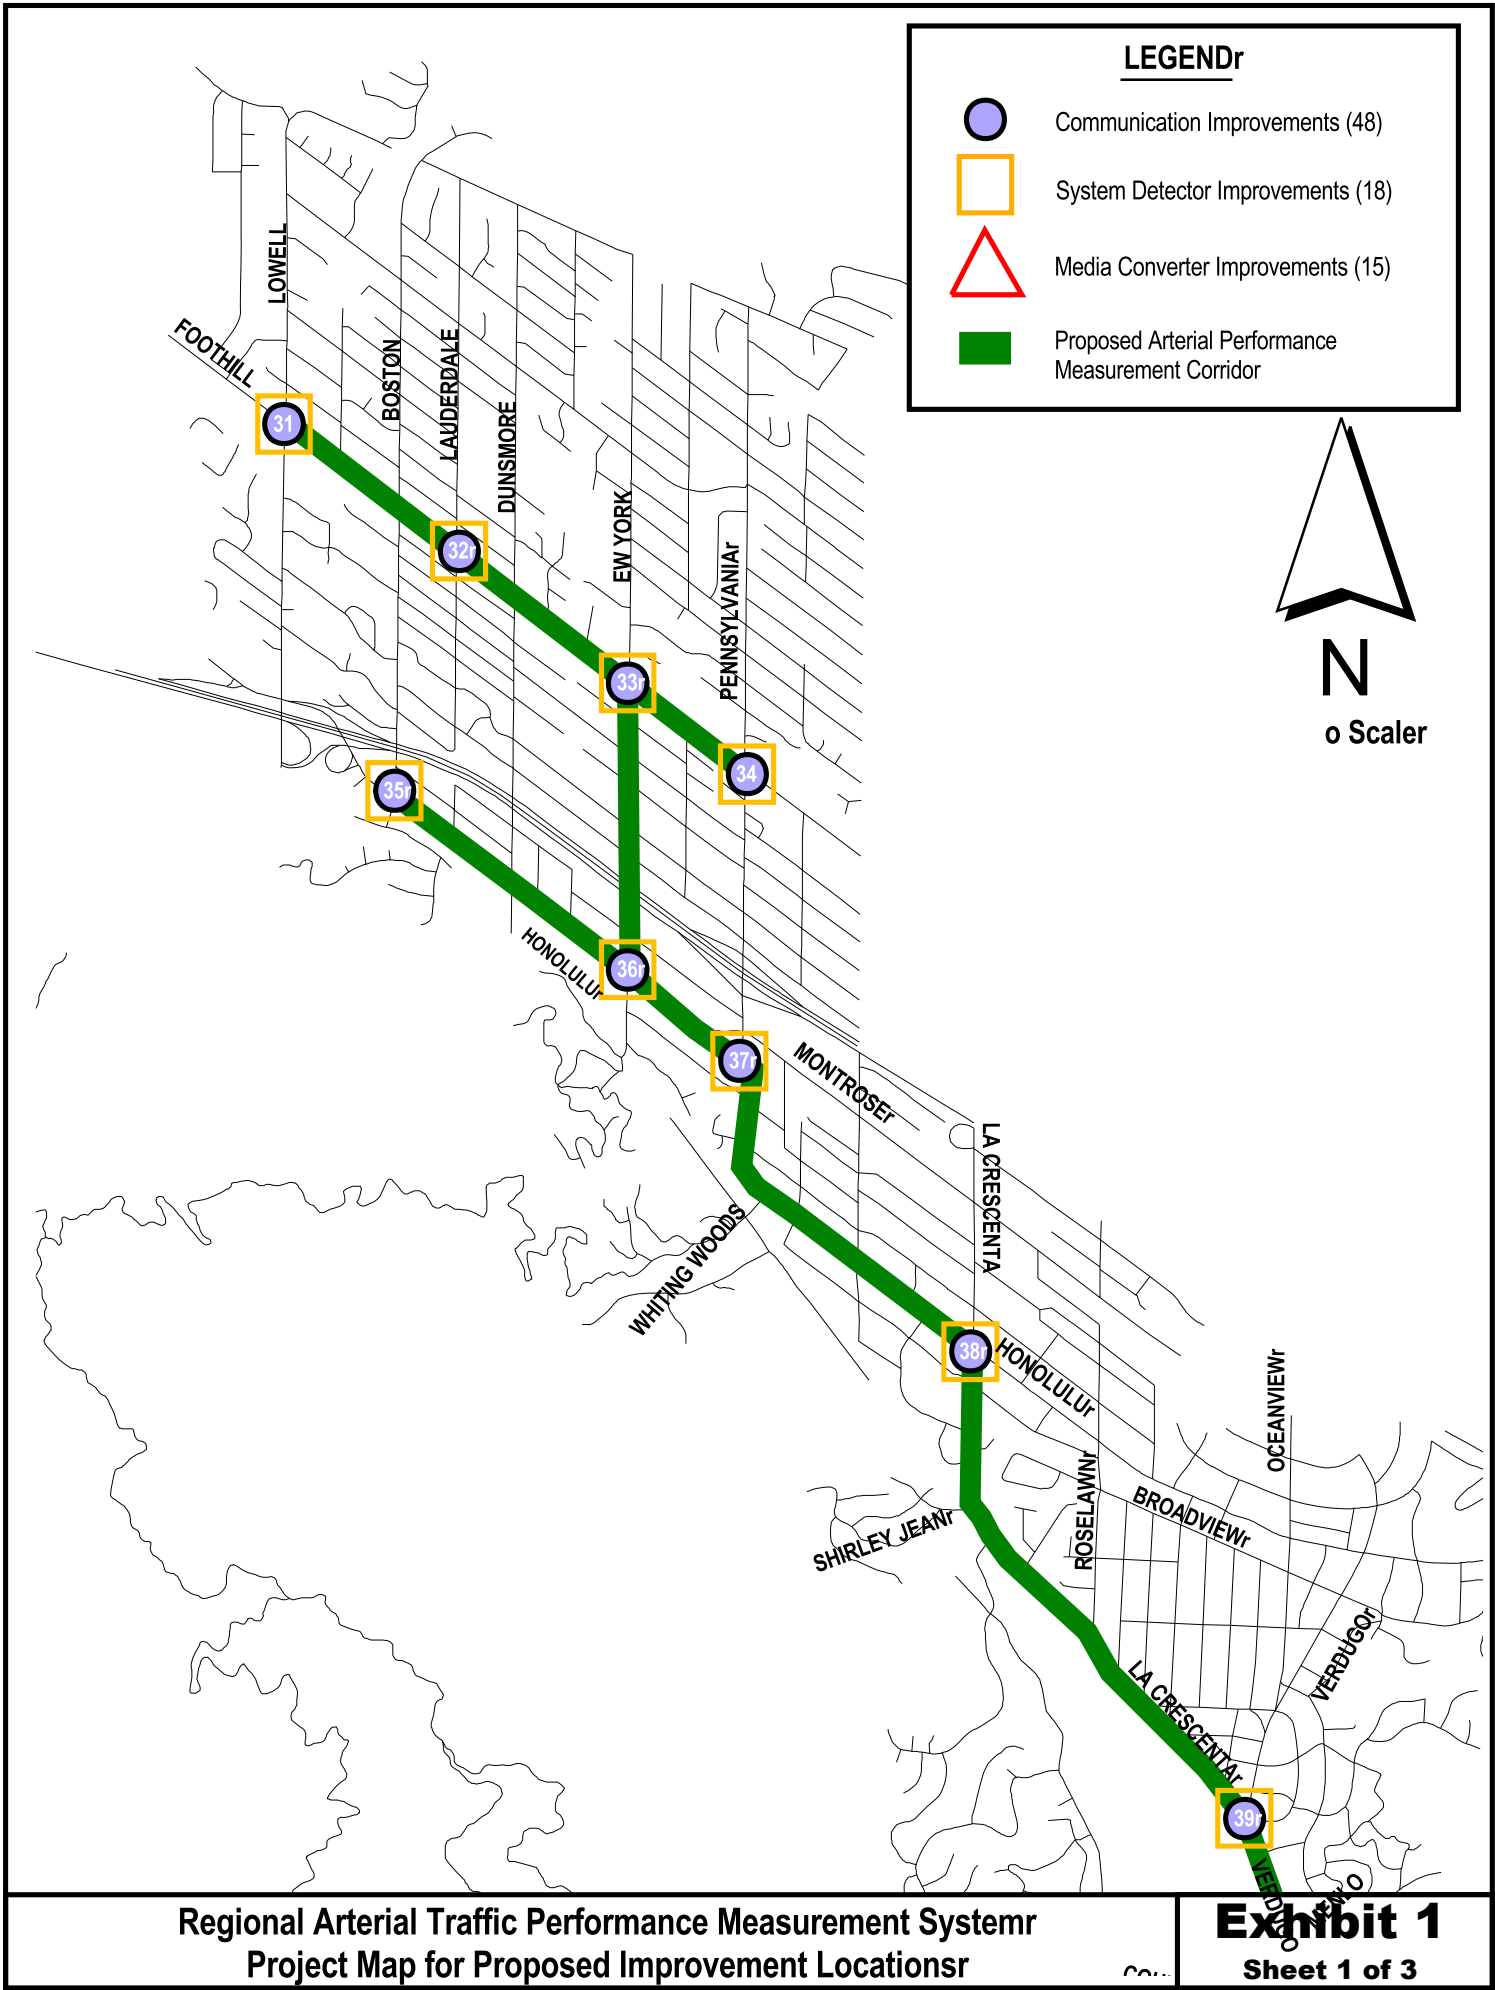 LEGENDr
Communication Improvements (48)
System Detector Improvements (18)
Media Converter Improvements (15)
Proposed Arterial Performance
Measurement Corridor
N
o Scaler
LOWELL
FOOTHILL
BOSTON
LAUDERDALE
DUNSMORE
EW YORK
PENNSYLVANIAr
31
32r
33r
34
35r
HONOLULUr
36r
37r
MONTROSEr
LA CRESCENTA
WHITING WOODS
38r
HONOLULUr
OCEANVIEWr
ROSELAWNr
BROADVIEWr
SHIRLEY JEANr
VERDUGOr
LA CRESCENTAr
39r
VERDUGO
MENLO
Regional Arterial Traffic Performance Measurement Systemr
Project Map for Proposed Improvement Locationsr
Exhibit 1
Sheet 1 of 3